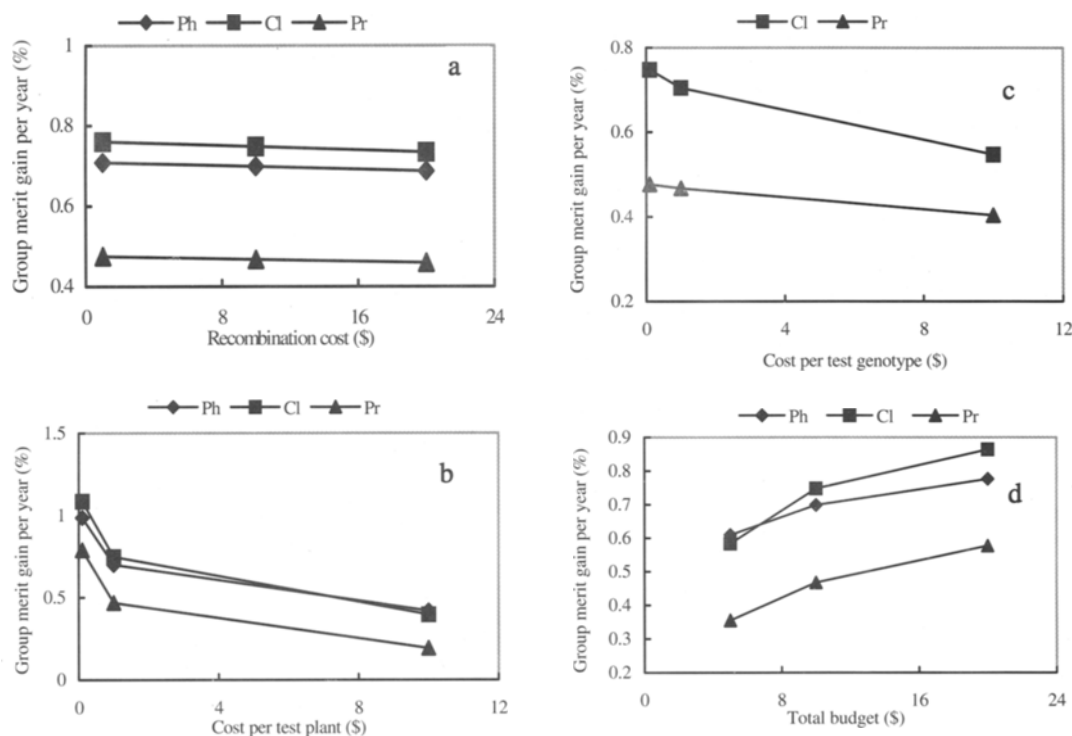 Ph Cl Pr
Group merit gain per year (%)
1
0.8
0.6
0.4
a
0 8 16 24
Recombination cost ($)
Cl Pr
Group merit gain per year (%)
0.8
0.6
0.4
0.2
c
0 4 8 12
Cost per test genotype ($)
Ph Cl Pr
Group merit gain per year (%)
1.5
1
0.5
0
b
0 4 8 12
Cost per test plant ($)
Ph Cl Pr
Group merit gain per year (%)
0.9
0.8
0.7
0.6
0.5
0.4
0.3
0.2
d
0 8 16 24
Total budget ($)